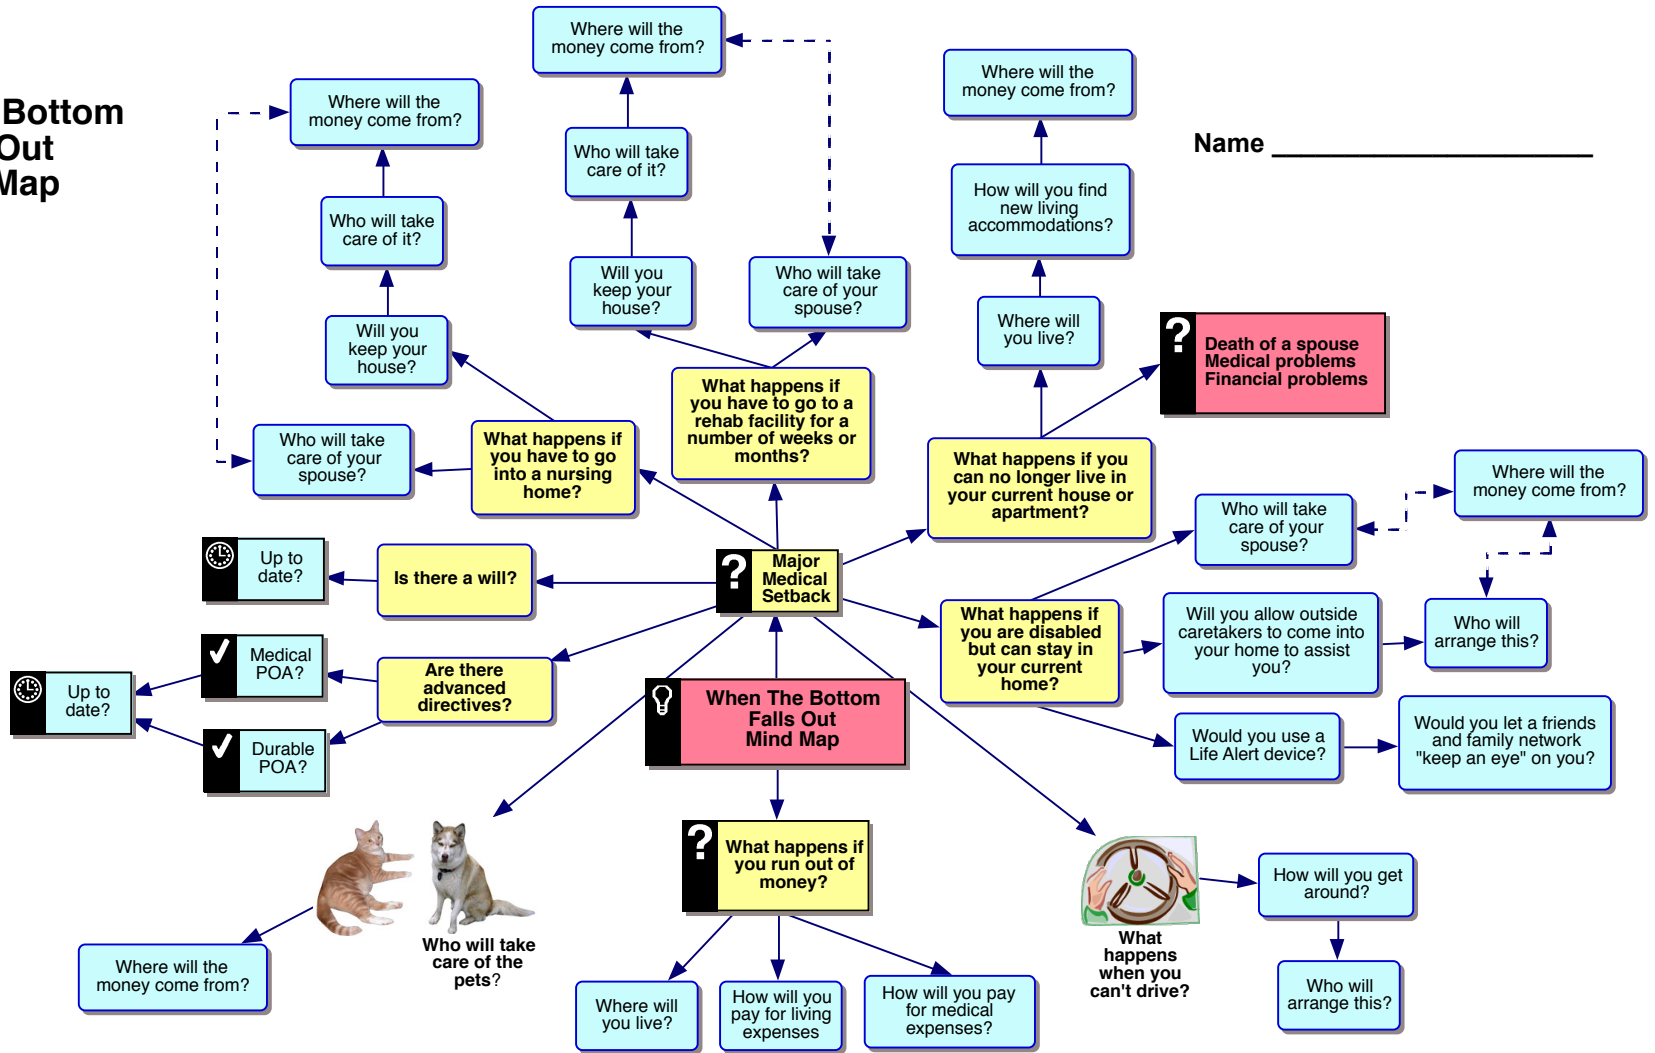 Bottom
Out
Map
Name
Where will the
money come from?
Where will the
money come from?
Where will the
money come from?
Who will take
care of it?
Who will take
care of it?
How will you find
new living
accommodations?
Will you
keep your
house?
Will you
keep your
house?
Who will take
care of your
spouse?
Where will
you live?
Death of a spouse
Medical problems
Financial problems
Who will take
care of your
spouse?
What happens if
you have to go
into a nursing
home?
What happens if
you have to go to a
rehab facility for a
number of weeks or
months?
What happens if you
can no longer live in
your current house or
apartment?
Who will take
care of your
spouse?
Where will the
money come from?
Up to
date?
Is there a will?
?
Major
Medical
Setback
What happens if
you are disabled
but can stay in
your current
home?
Will you allow outside
caretakers to come into
your home to assist
you?
Who will
arrange this?
Up to
date?
Medical
POA?
Durable
POA?
Are there
advanced
directives?
When The Bottom
Falls Out
Mind Map
Would you use a
Life Alert device?
Would you let a friends
and family network
"keep an eye" on you?
Who will take
care of the
pets?
Where will the
money come from?
?
What happens if
you run out of
money?
Where will
you live?
How will you
pay for living
expenses
How will you pay
for medical
expenses?
What
happens
when you
can't drive?
How will you get
around?
Who will
arrange this?
?